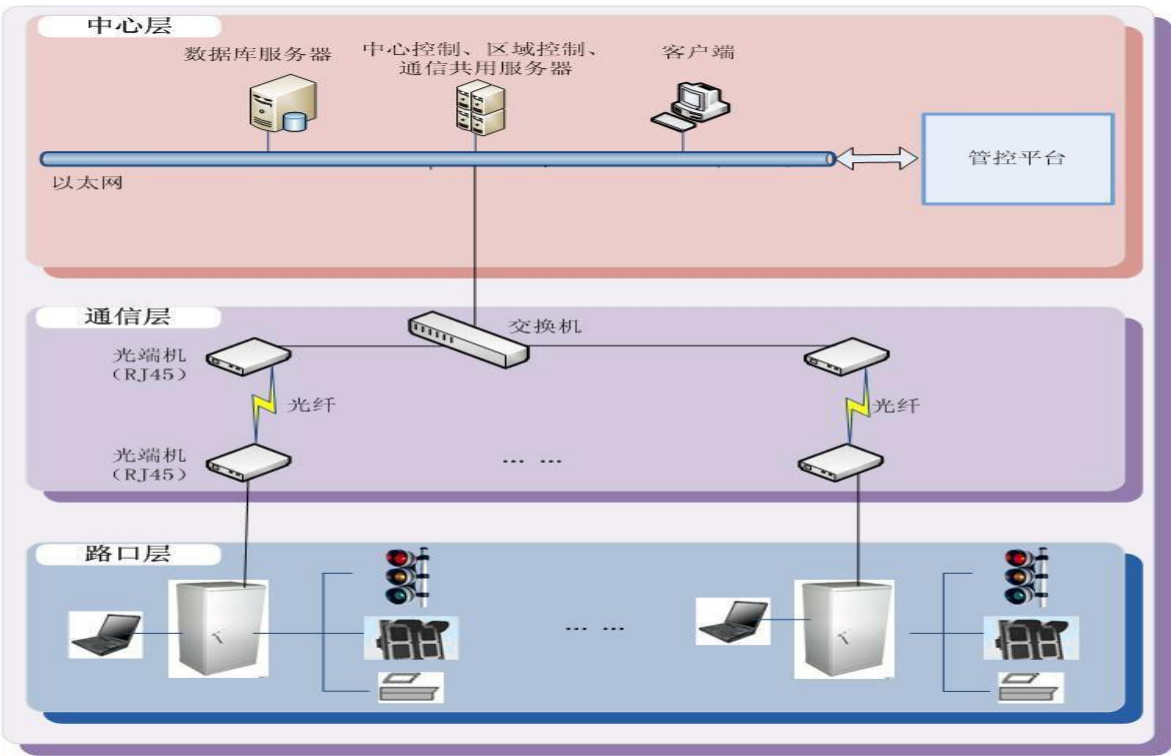 中心层
数据库服务器
中心控制、区域控制、
通信共用服务器
客户端
管控平台
以太网
通信层
交换机
光端机
(RJ45)
光纤
光纤
光端机
(RJ45)
... ...
路口层
... ...